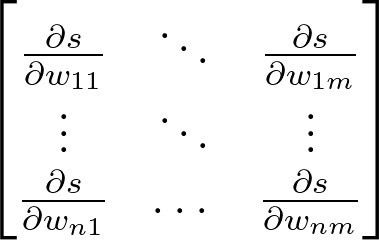 [ ∂s/∂w₁₁ ⋱ ∂s/∂w₁ₘ
⋮ ⋱ ⋮
∂s/∂wₙ₁ … ∂s/∂wₙₘ ]